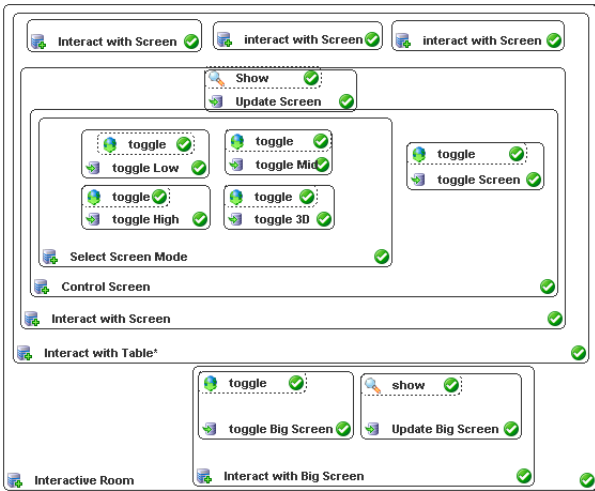 Interact with Screen
interact with Screen
interact with Screen
Show
Update Screen
toggle
toggle Low
toggle
toggle Mid
toggle
toggle Screen
toggle
toggle High
toggle
toggle 3D
Select Screen Mode
Control Screen
Interact with Screen
Interact with Table*
toggle
toggle Big Screen
show
Update Big Screen
Interact with Big Screen
Interactive Room